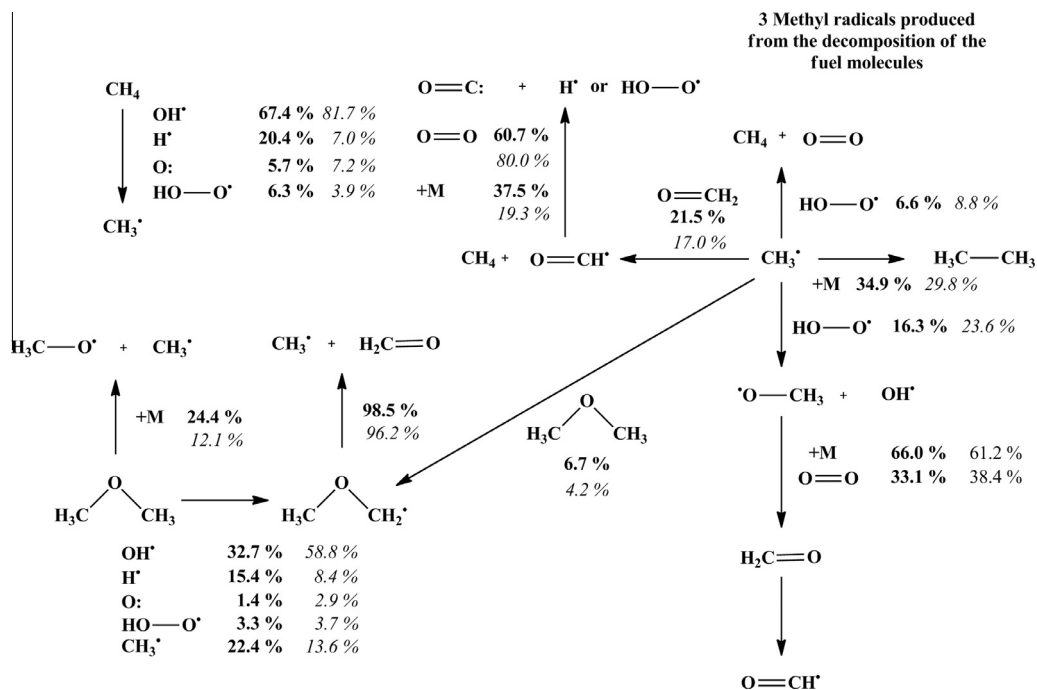 3 Methyl radicals produced
from the decomposition of the
fuel molecules
CH4
OH• 67.4 % 81.7 %
H• 20.4 % 7.0 %
O: 5.7 % 7.2 %
HO—O• 6.3 % 3.9 %
CH3•
O=C: + H• or HO—O•
O=O 60.7 %
80.0 %
+M 37.5 %
19.3 %
CH4 + O=CH•
O=CH2
21.5 %
17.0 %
CH4 + O=O
HO—O• 6.6 % 8.8 %
CH3•
H3C—CH3
+M 34.9 % 29.8 %
HO—O• 16.3 % 23.6 %
•O—CH3 + OH•
+M 66.0 % 61.2 %
O=O 33.1 % 38.4 %
H2C=O
O=CH•
H3C—O• + CH3•
+M 24.4 %
12.1 %
CH3• + H2C=O
98.5 %
96.2 %
O
H3C CH3
6.7 %
4.2 %
O
H3C CH3
O
H3C CH2•
OH• 32.7 % 58.8 %
H• 15.4 % 8.4 %
O: 1.4 % 2.9 %
HO—O• 3.3 % 3.7 %
CH3• 22.4 % 13.6 %